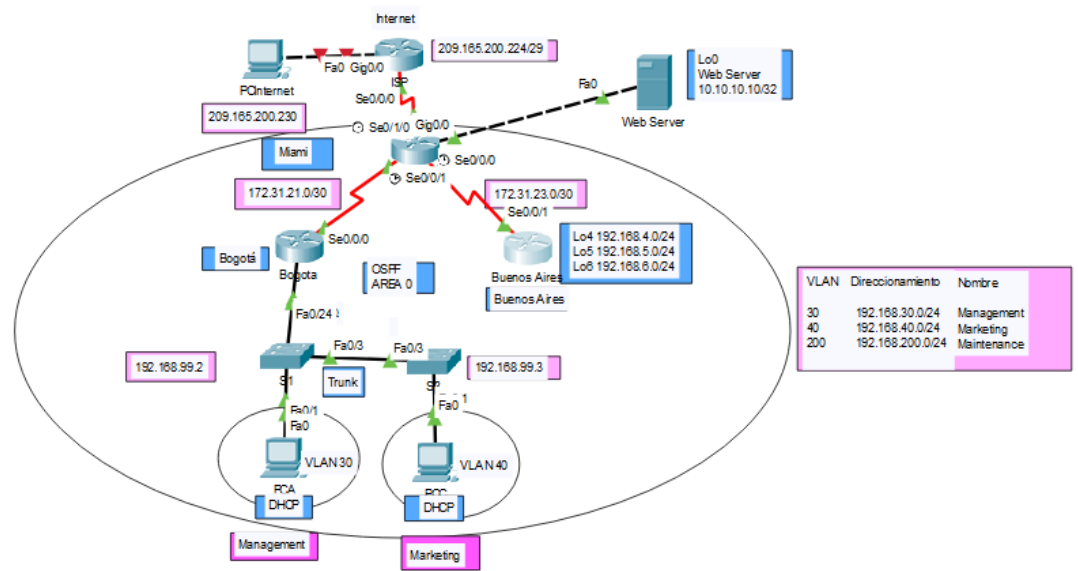 Internet
209.165.200.224/29
Fa0
Gig0/0
ISP
PCInternet
Se0/0/0
Lo0
Web Server
10.10.10.10/32
Fa0
Web Server
209.165.200.230
Se0/1/0
Gig0/0
Miami
Se0/0/0
Se0/0/1
172.31.21.0/30
172.31.23.0/30
Se0/0/1
Se0/0/0
Bogotá
Bogota
Lo4 192.168.4.0/24
Lo5 192.168.5.0/24
Lo6 192.168.6.0/24
Buenos Aires
Buenos Aires
OSPF
AREA 0
VLAN Direccionamiento Nombre
30 192.168.30.0/24 Management
40 192.168.40.0/24 Marketing
200 192.168.200.0/24 Maintenance
Fa0/24
Fa0/3
Fa0/3
192.168.99.2
S1
Trunk
192.168.99.3
Fa0/1
Fa0
Fa0
1
VLAN 30
VLAN 40
PCA
DHCP
DHCP
Management
Marketing